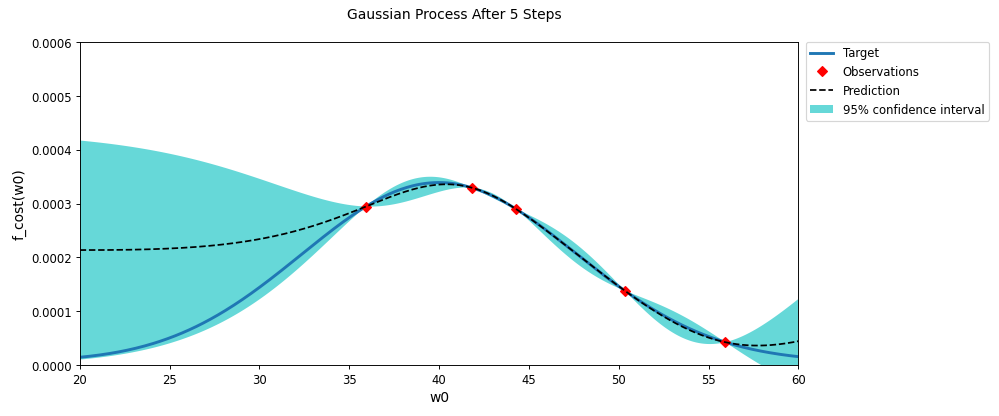 Gaussian Process After 5 Steps
0.0006
0.0005
0.0004
0.0003
0.0002
0.0001
0.0000
f_cost(w0)
20 25 30 35 40 45 50 55 60
w0
Target
Observations
Prediction
95% confidence interval